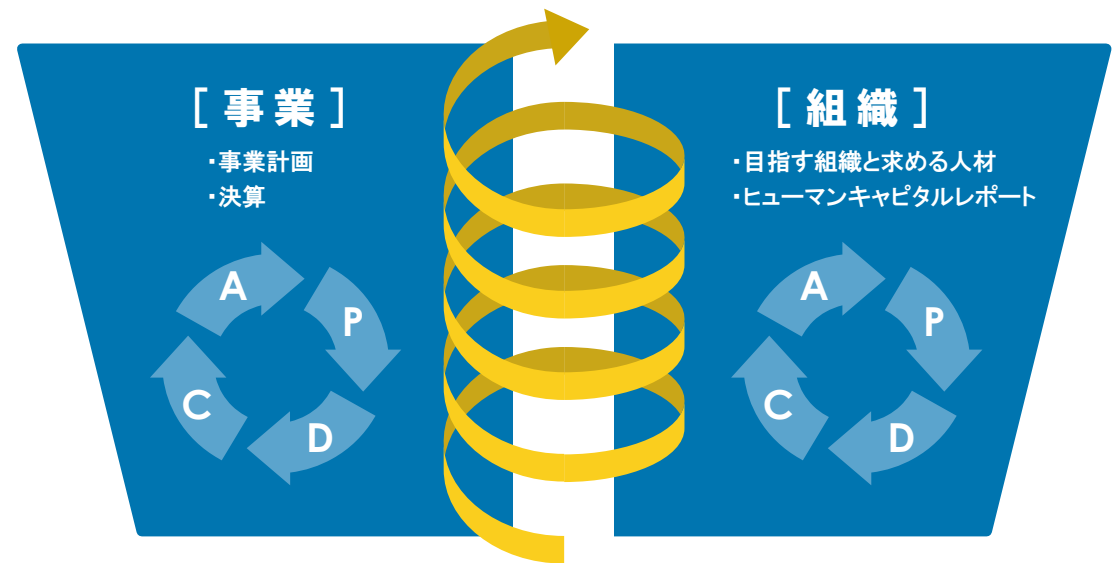 [ 事業 ]
・事業計画
・決算
A
P
C
D
[ 組織 ]
・目指す組織と求める人材
・ヒューマンキャピタルレポート
A
P
C
D